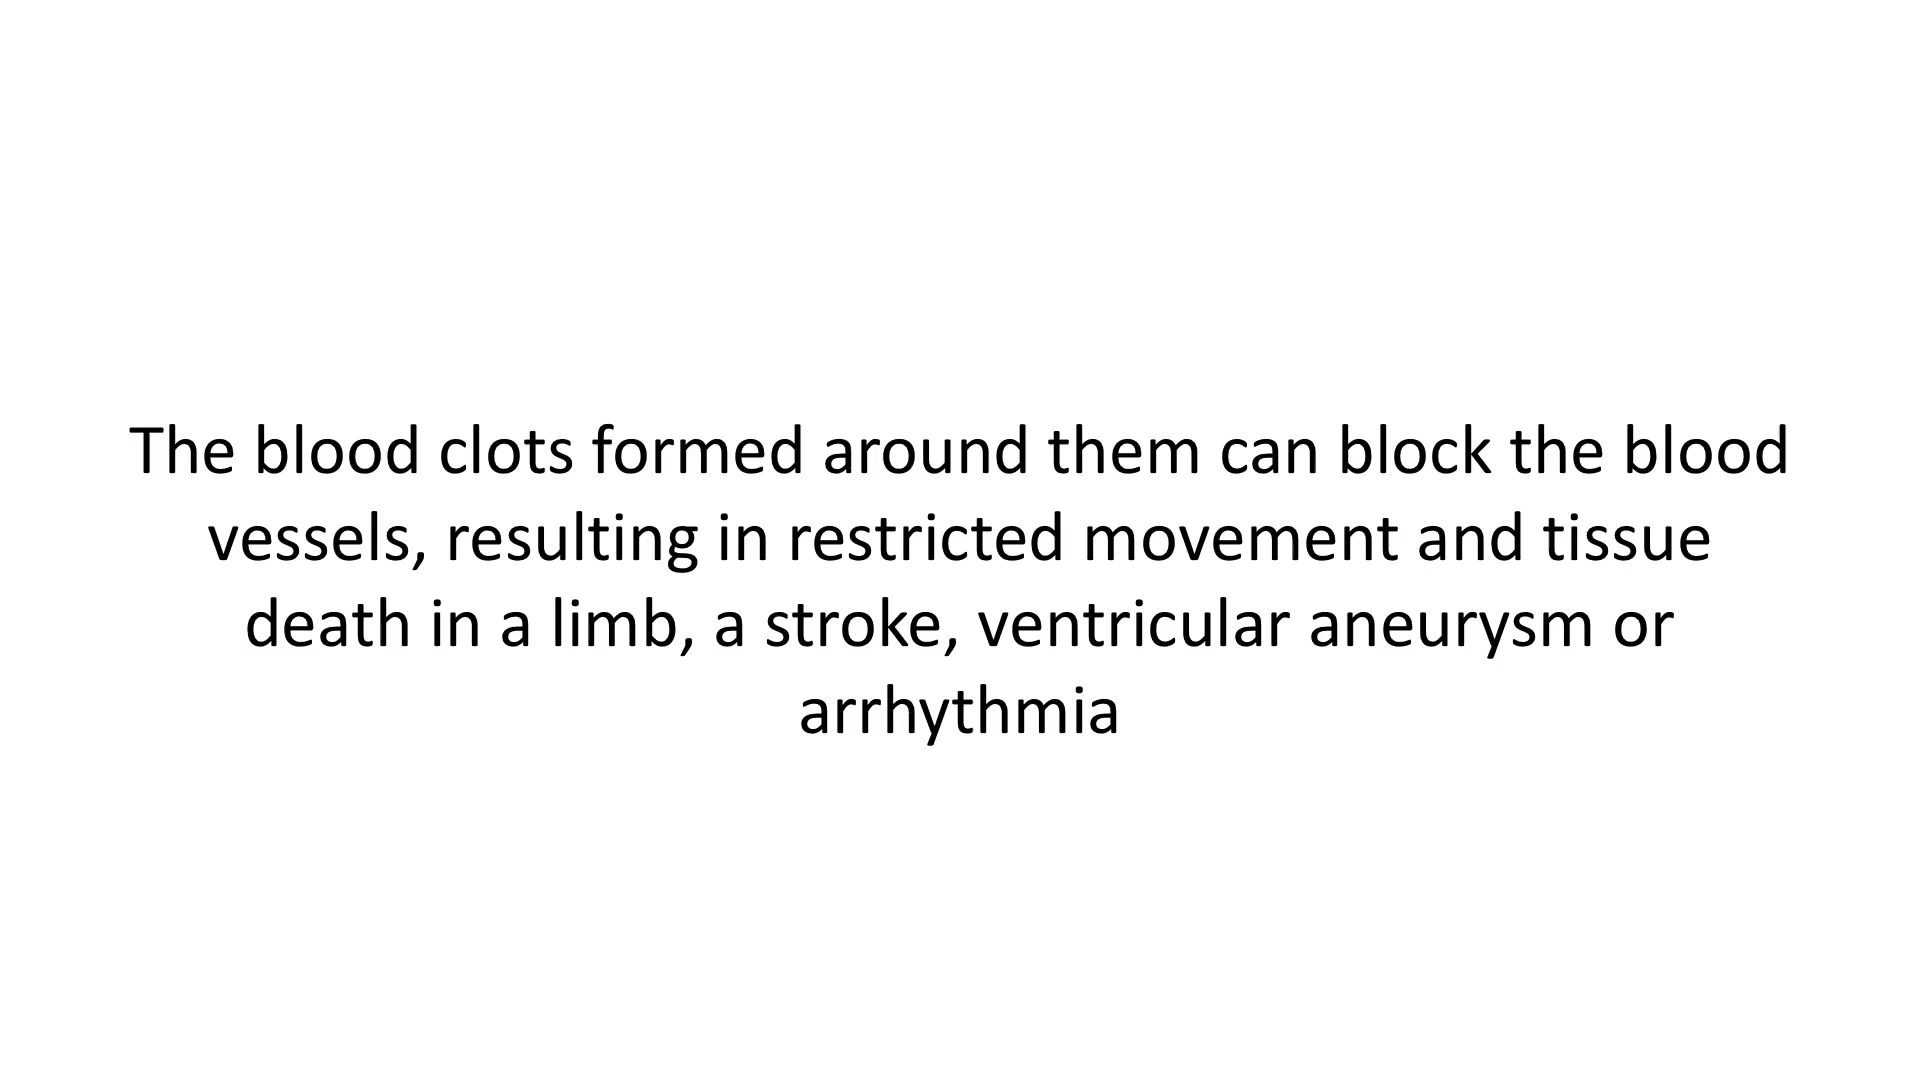 The blood clots formed around them can block the blood
vessels, resulting in restricted movement and tissue
death in a limb, a stroke, ventricular aneurysm or
arrhythmia